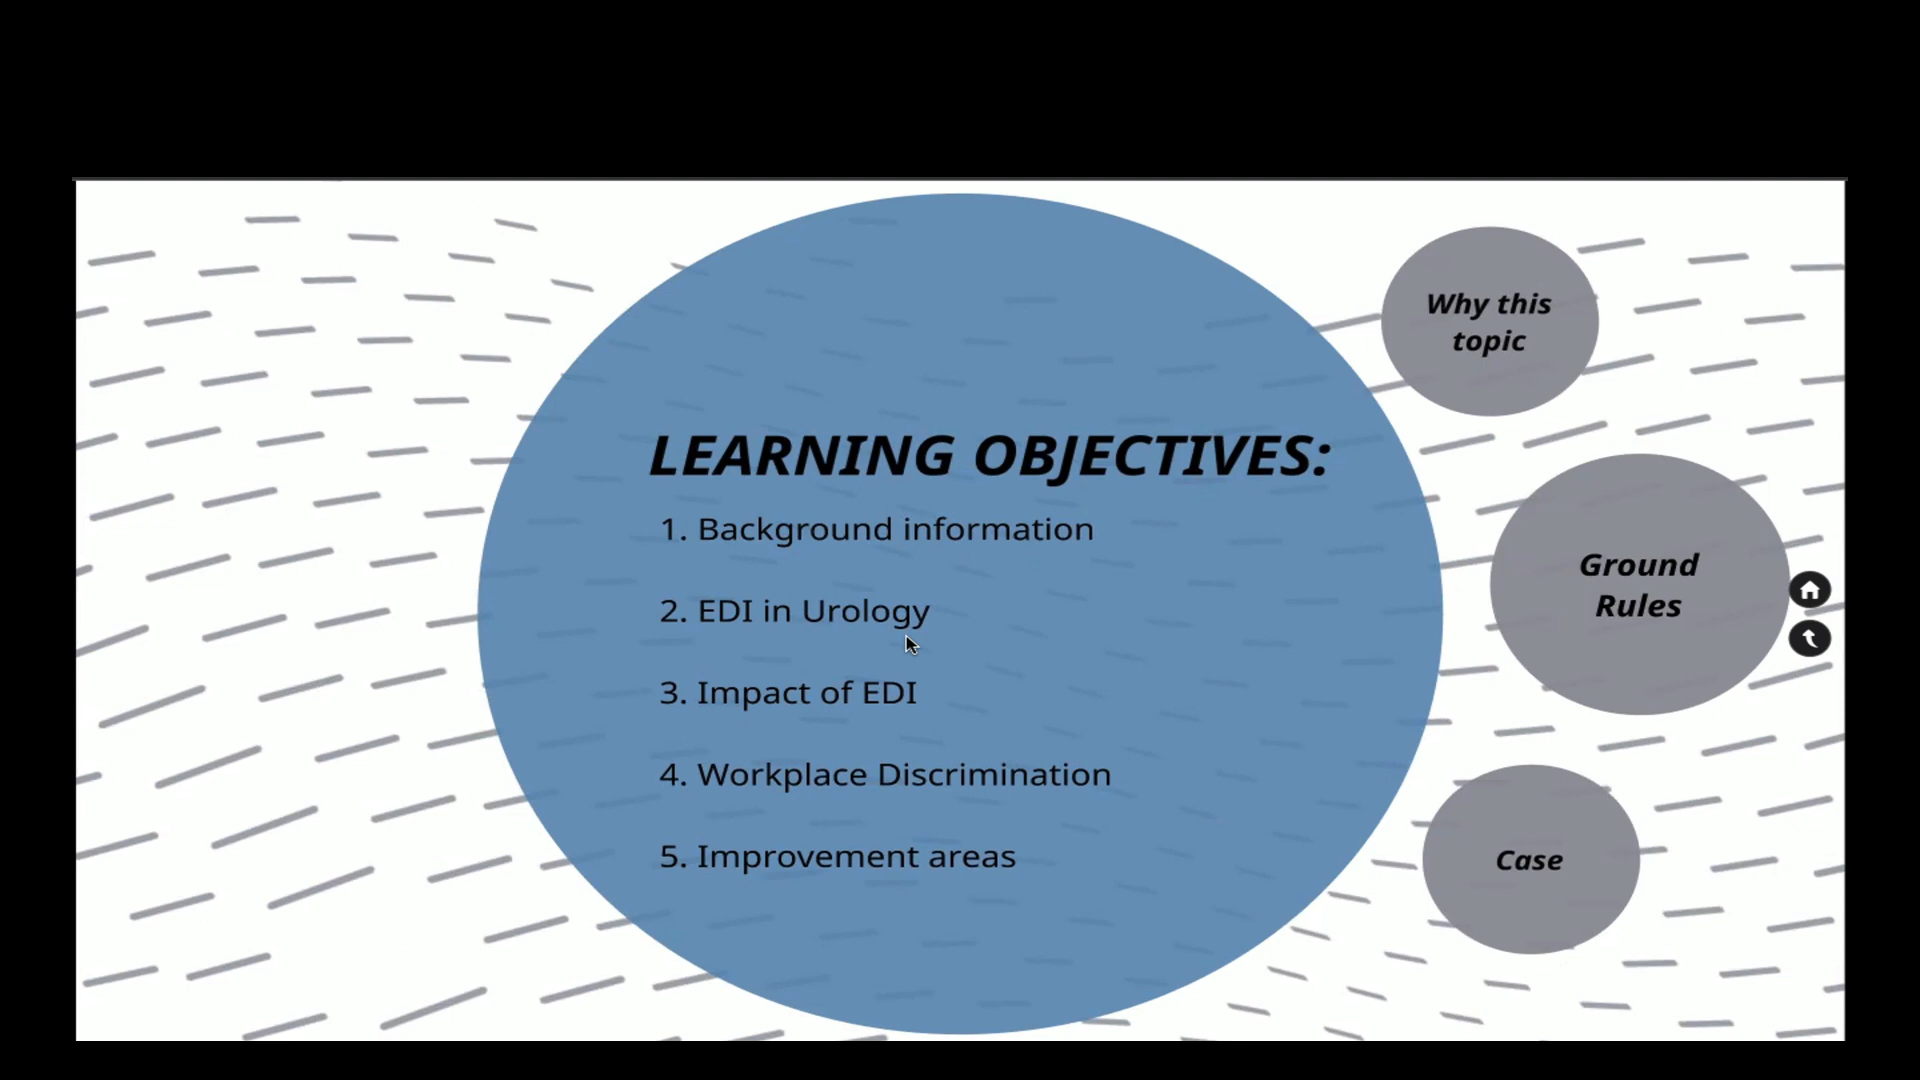 LEARNING OBJECTIVES:
1. Background information
2. EDI in Urology
3. Impact of EDI
4. Workplace Discrimination
5. Improvement areas
Why this
topic
Ground
Rules
Case